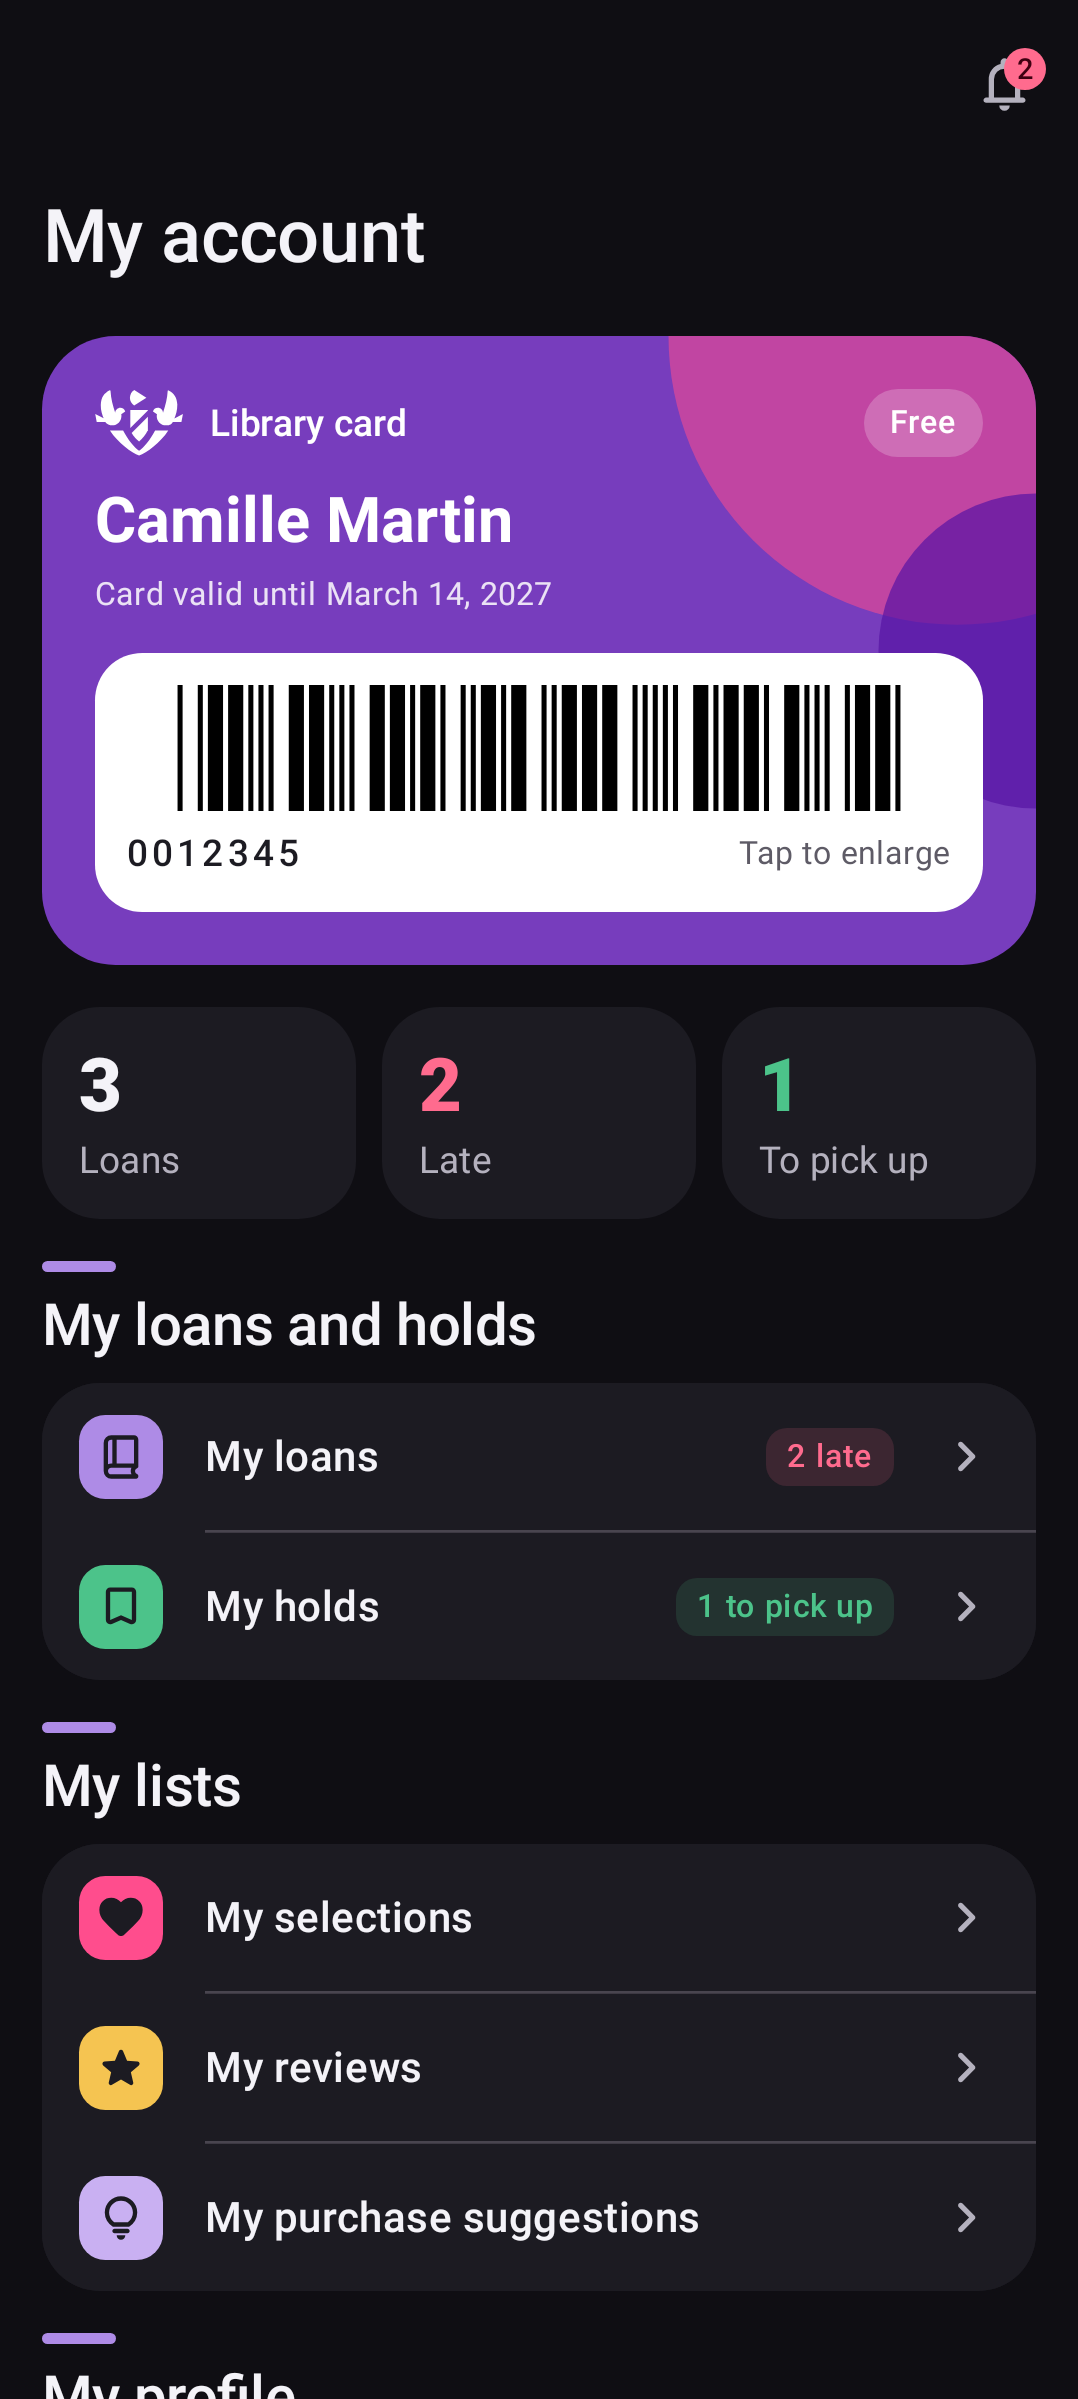 2
My account
Library card
Free
Camille Martin
Card valid until March 14, 2027
0012345
Tap to enlarge
3
Loans
2
Late
1
To pick up
My loans and holds
My loans
2 late
My holds
1 to pick up
My lists
My selections
My reviews
My purchase suggestions
My profile